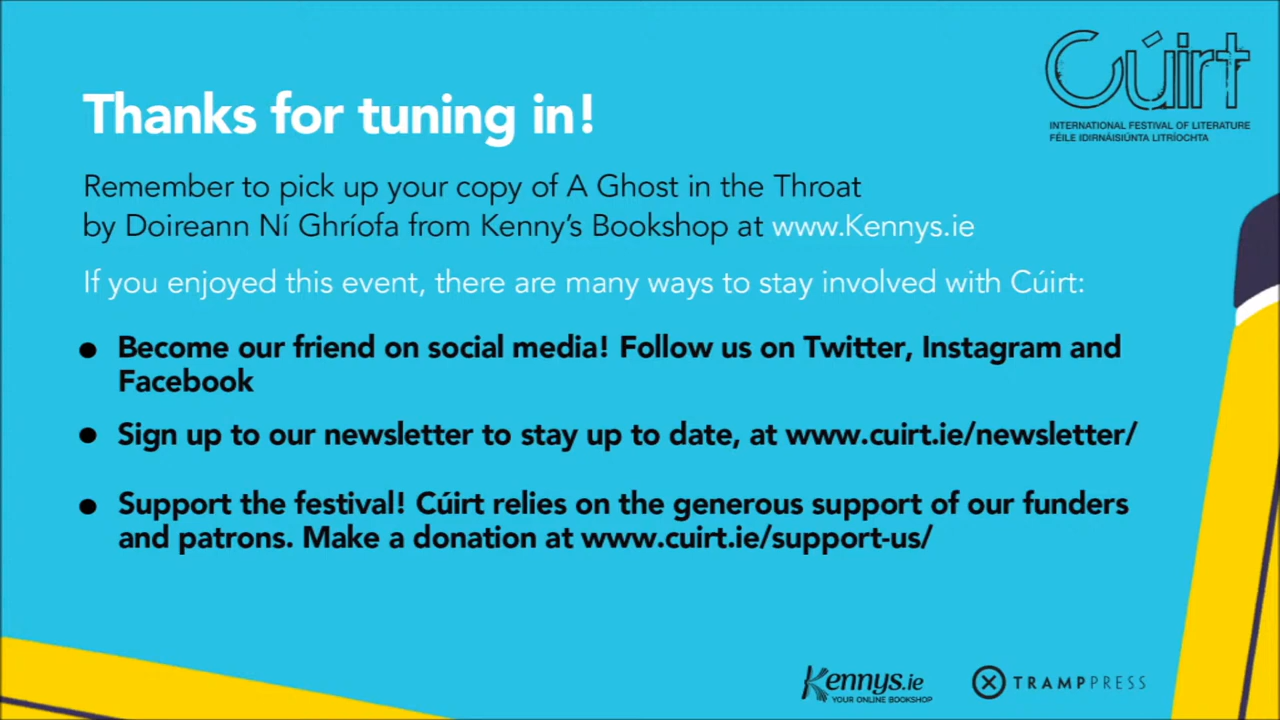 Cúirt
INTERNATIONAL FESTIVAL OF LITERATURE
FÉILE IDIRNÁISIÚNTA LITRÍOCHTA
Thanks for tuning in!
Remember to pick up your copy of A Ghost in the Throat
by Doireann Ní Ghríofa from Kenny's Bookshop at www.Kennys.ie
If you enjoyed this event, there are many ways to stay involved with Cúirt:
● Become our friend on social media! Follow us on Twitter, Instagram and
Facebook
● Sign up to our newsletter to stay up to date, at www.cuirt.ie/newsletter/
● Support the festival! Cúirt relies on the generous support of our funders
and patrons. Make a donation at www.cuirt.ie/support-us/
Kennys.ie
YOUR ONLINE BOOKSHOP
TRAMPPRESS